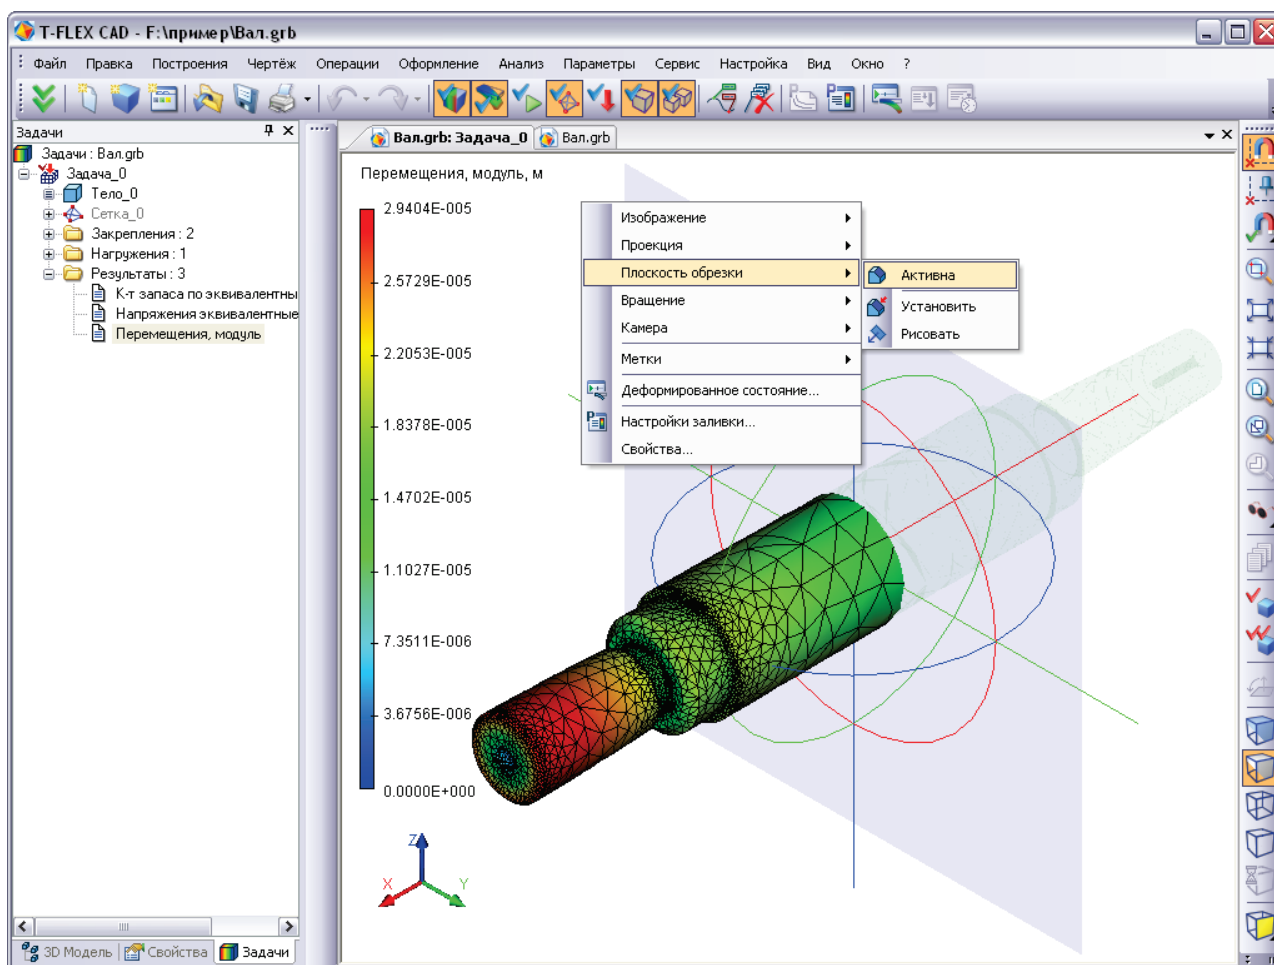 T-FLEX CAD - F:\пример\Вал.grb
Файл Правка Построения Чертёж Операции Оформление Анализ Параметры Сервис Настройка Вид Окно ?
Задачи
Задачи : Вал.grb
Задача_0
Тело_0
Сетка_0
Закрепления : 2
Нагружения : 1
Результаты : 3
К-т запаса по эквивалентны
Напряжения эквивалентные
Перемещения, модуль
3D Модель Свойства Задачи
Вал.grb: Задача_0 Вал.grb
Перемещения, модуль, м
2.9404E-005
2.5729E-005
2.2053E-005
1.8378E-005
1.4702E-005
1.1027E-005
7.3511E-006
3.6756E-006
0.0000E+000
Изображение
Проекция
Плоскость обрезки
Вращение
Камера
Метки
Деформированное состояние...
Настройки заливки...
Свойства...
Активна
Установить
Рисовать
Z
X
Y